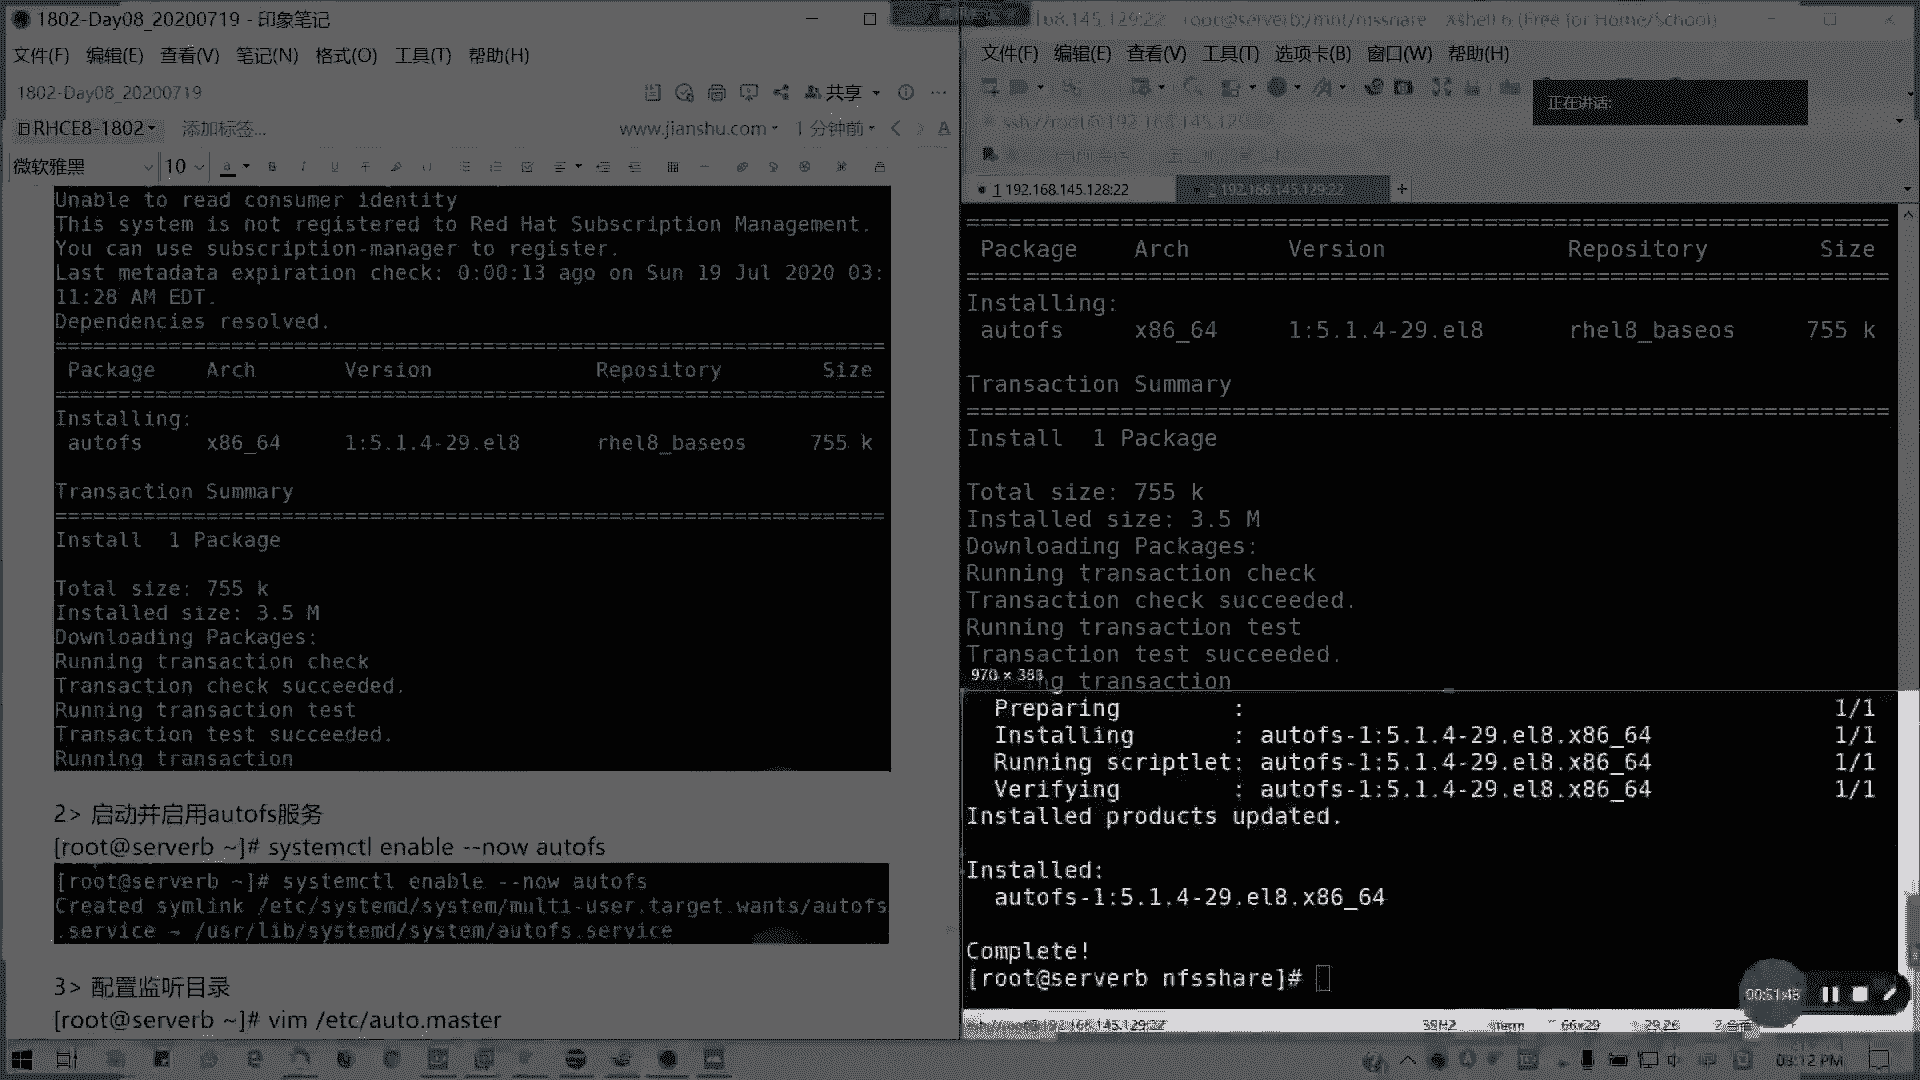 1802-Day08_20200719 - 印象笔记
文件(F) 编辑(E) 查看(V) 笔记(N) 格式(O) 工具(T) 帮助(H)
1802-Day08_20200719
共享
RHCE8-1802 添加标签...
www.jianshu.com 1 分钟前
微软雅黑 10
Unable to read consumer identity
This system is not registered to Red Hat Subscription Management.
You can use subscription-manager to register.
Last metadata expiration check: 0:00:13 ago on Sun 19 Jul 2020 03:
11:28 AM EDT.
Dependencies resolved.
Package Arch Version Repository Size
Installing:
autofs x86_64 1:5.1.4-29.el8 rhel8_baseos 755 k
Transaction Summary
Install 1 Package
Total size: 755 k
Installed size: 3.5 M
Downloading Packages:
Running transaction check
Transaction check succeeded.
Running transaction test
Transaction test succeeded.
Running transaction
2> 启动并启用autofs服务
[root@serverb ~]# systemctl enable --now autofs
[root@serverb ~]# systemctl enable --now autofs
Created symlink /etc/systemd/system/multi-user.target.wants/autofs
.service → /usr/lib/systemd/system/autofs.service
3> 配置监听目录
[root@serverb ~]# vim /etc/auto.master
168.145.129:22 root@serverb:/mnt/nfsshare - Xshell 6 (Free for Home/School)
文件(F) 编辑(E) 查看(V) 工具(T) 选项卡(B) 窗口(W) 帮助(H)
正在讲话:
ssh://root@192.168.145.129:22
1 192.168.145.128:22 2 192.168.145.129:22 +
Package Arch Version Repository Size
Installing:
autofs x86_64 1:5.1.4-29.el8 rhel8_baseos 755 k
Transaction Summary
Install 1 Package
Total size: 755 k
Installed size: 3.5 M
Downloading Packages:
Running transaction check
Transaction check succeeded.
Running transaction test
Transaction test succeeded.
970 × 388
ng transaction
Preparing : 1/1
Installing : autofs-1:5.1.4-29.el8.x86_64 1/1
Running scriptlet: autofs-1:5.1.4-29.el8.x86_64 1/1
Verifying : autofs-1:5.1.4-29.el8.x86_64 1/1
Installed products updated.
Installed:
autofs-1:5.1.4-29.el8.x86_64
Complete!
[root@serverb nfsshare]#
00:51:48
ssh://root@192.168.145.129:22 SSH2 xterm 66x29 29,26
03:12 PM